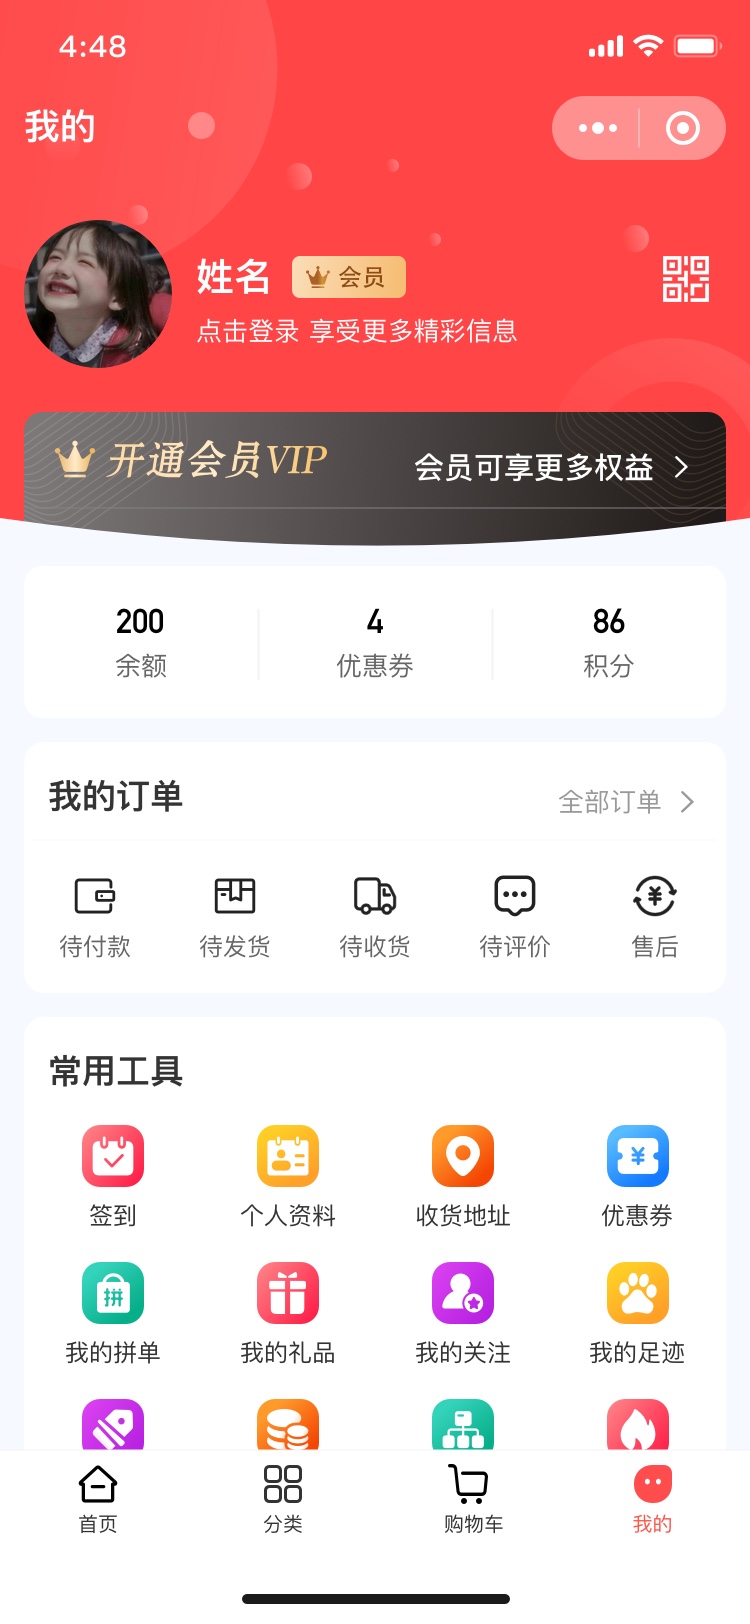 4:48
我的
姓名 会员
点击登录 享受更多精彩信息
开通会员VIP 会员可享更多权益
200 4 86
余额 优惠券 积分
我的订单 全部订单
待付款 待发货 待收货 待评价 售后
常用工具
签到 个人资料 收货地址 优惠券
拼
我的拼单 我的礼品 我的关注 我的足迹
首页 分类 购物车 我的